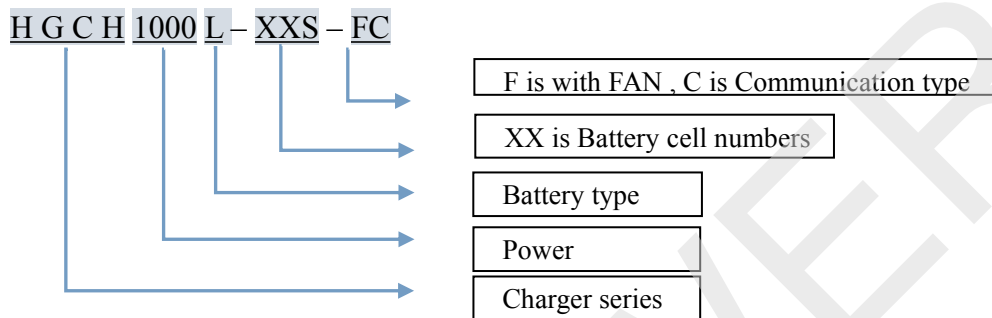 H G C H 1000 L – XXS – FC
F is with FAN , C is Communication type
XX is Battery cell numbers
Battery type
Power
Charger series